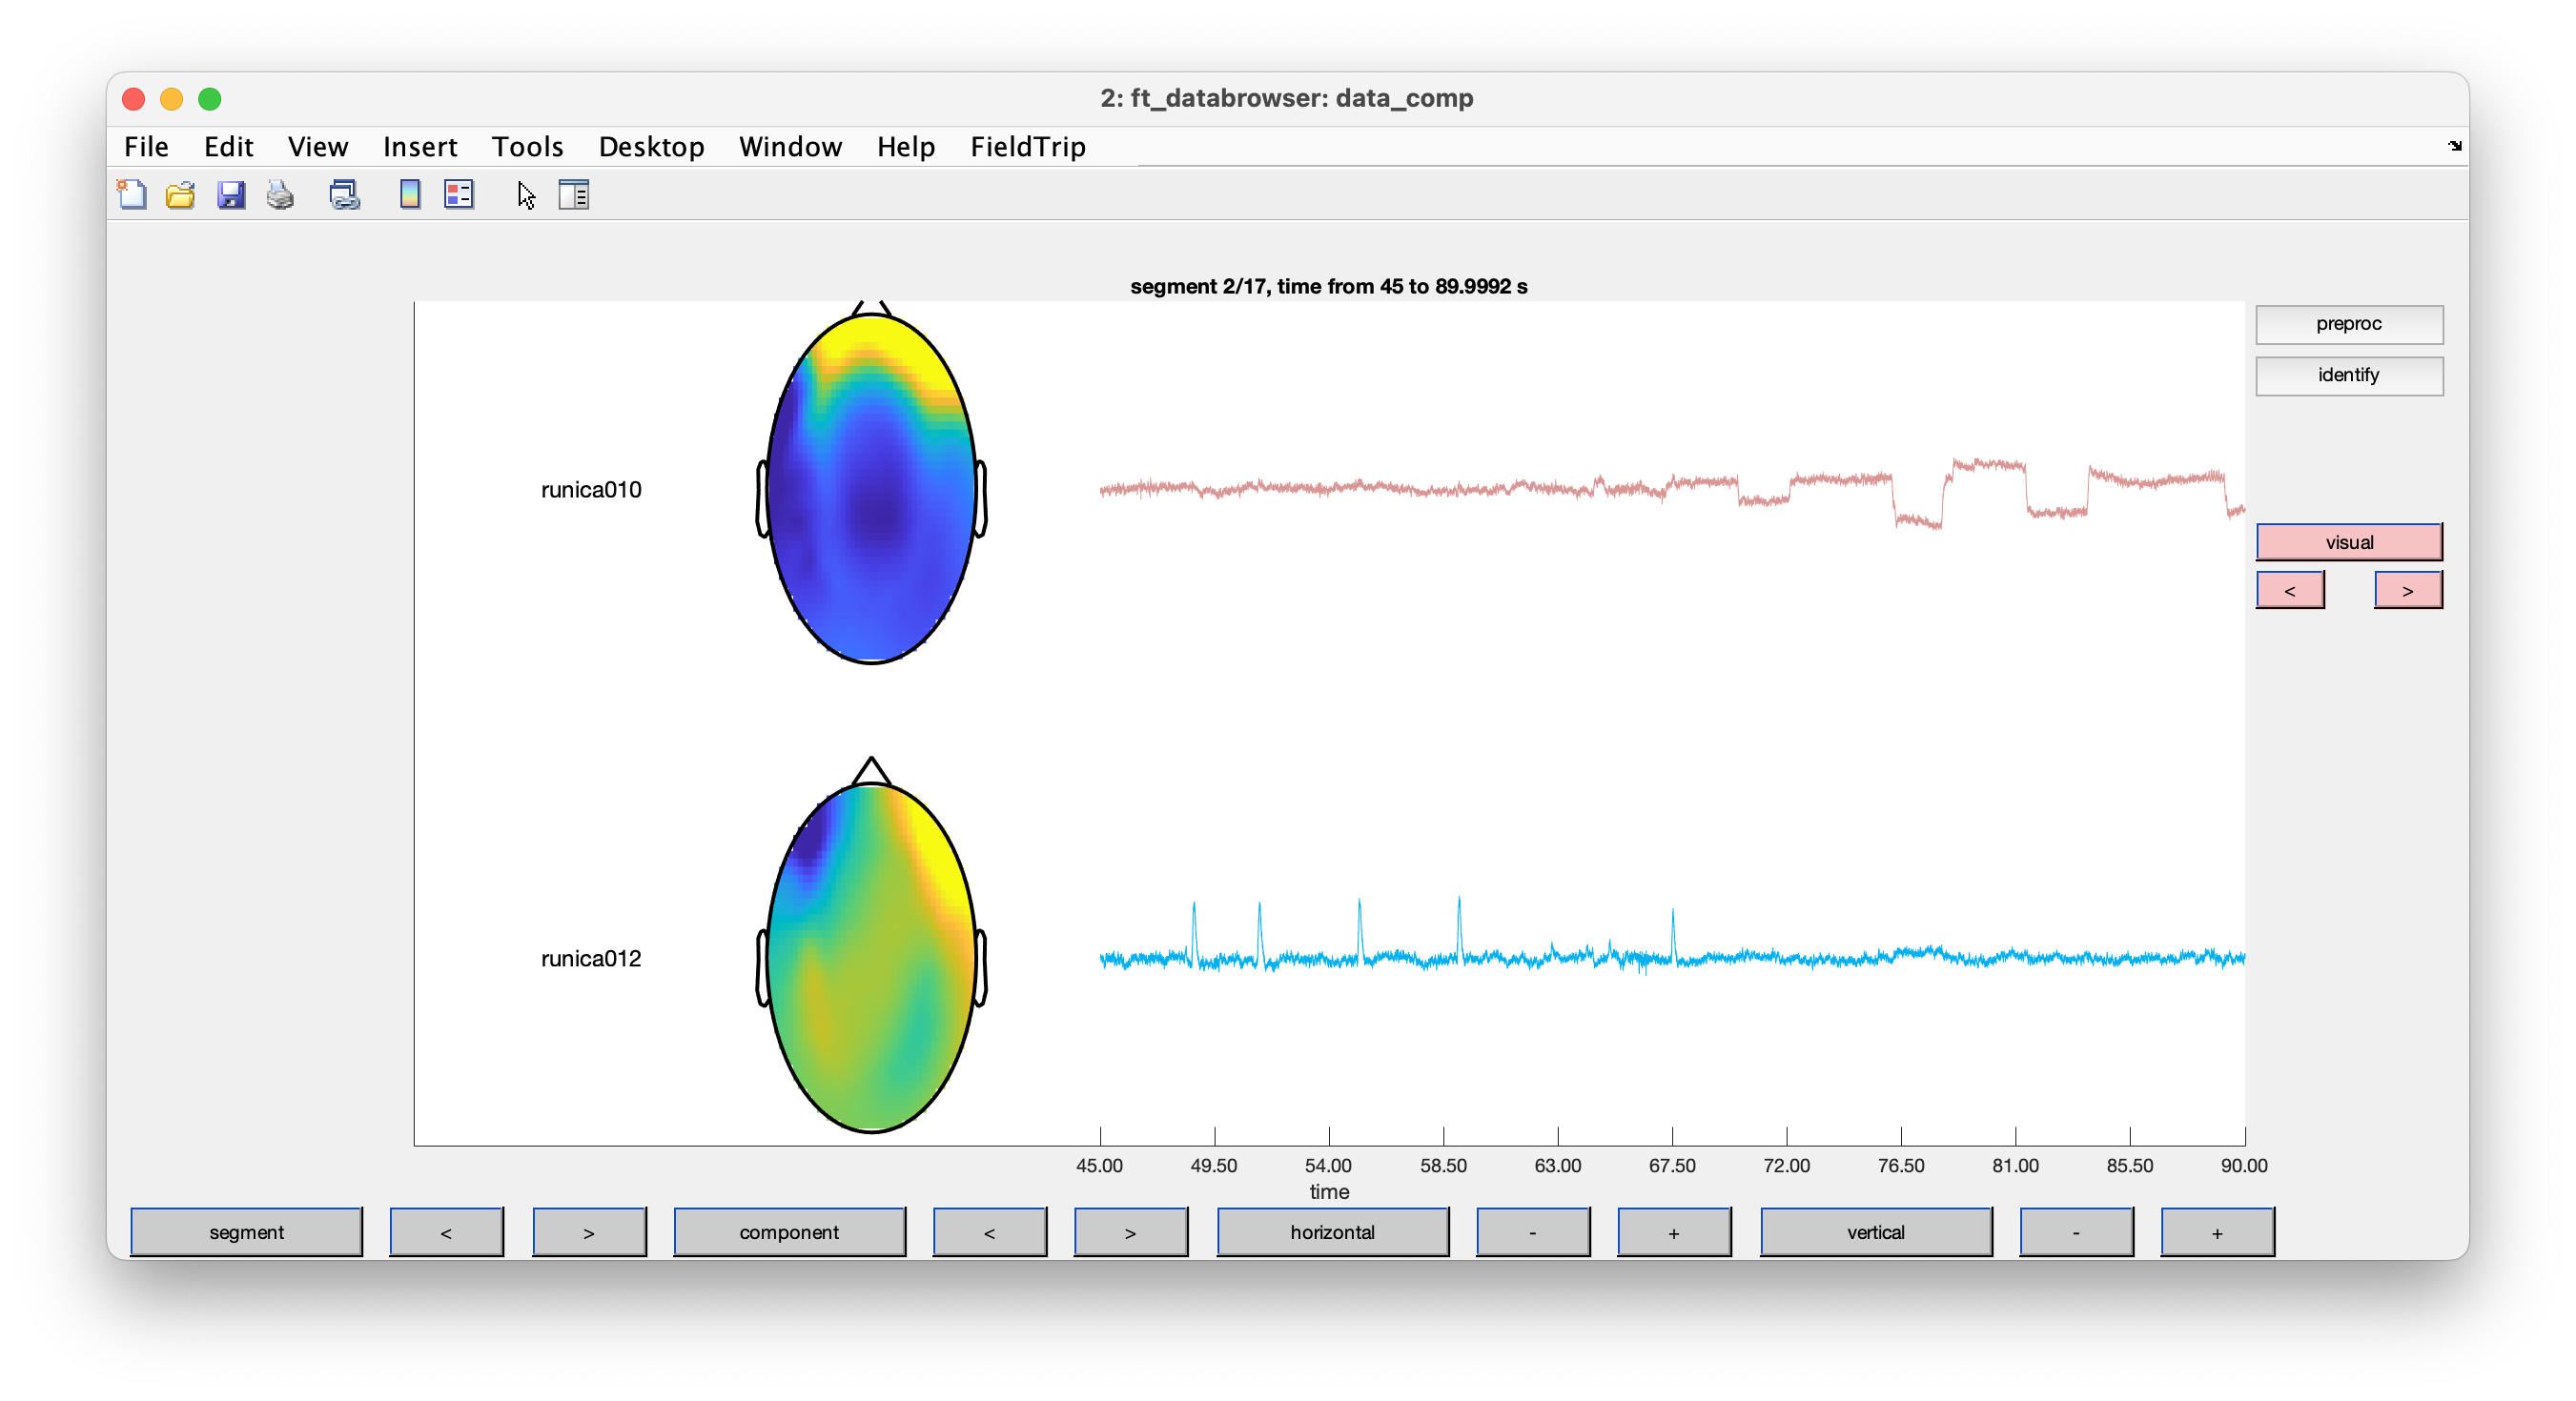 2: ft_databrowser: data_comp
File Edit View Insert Tools Desktop Window Help FieldTrip
segment 2/17, time from 45 to 89.9992 s
preproc
identify
runica010
visual
< >
runica012
45.00 49.50 54.00 58.50 63.00 67.50 72.00 76.50 81.00 85.50 90.00
time
segment < > component < > horizontal - + vertical - +